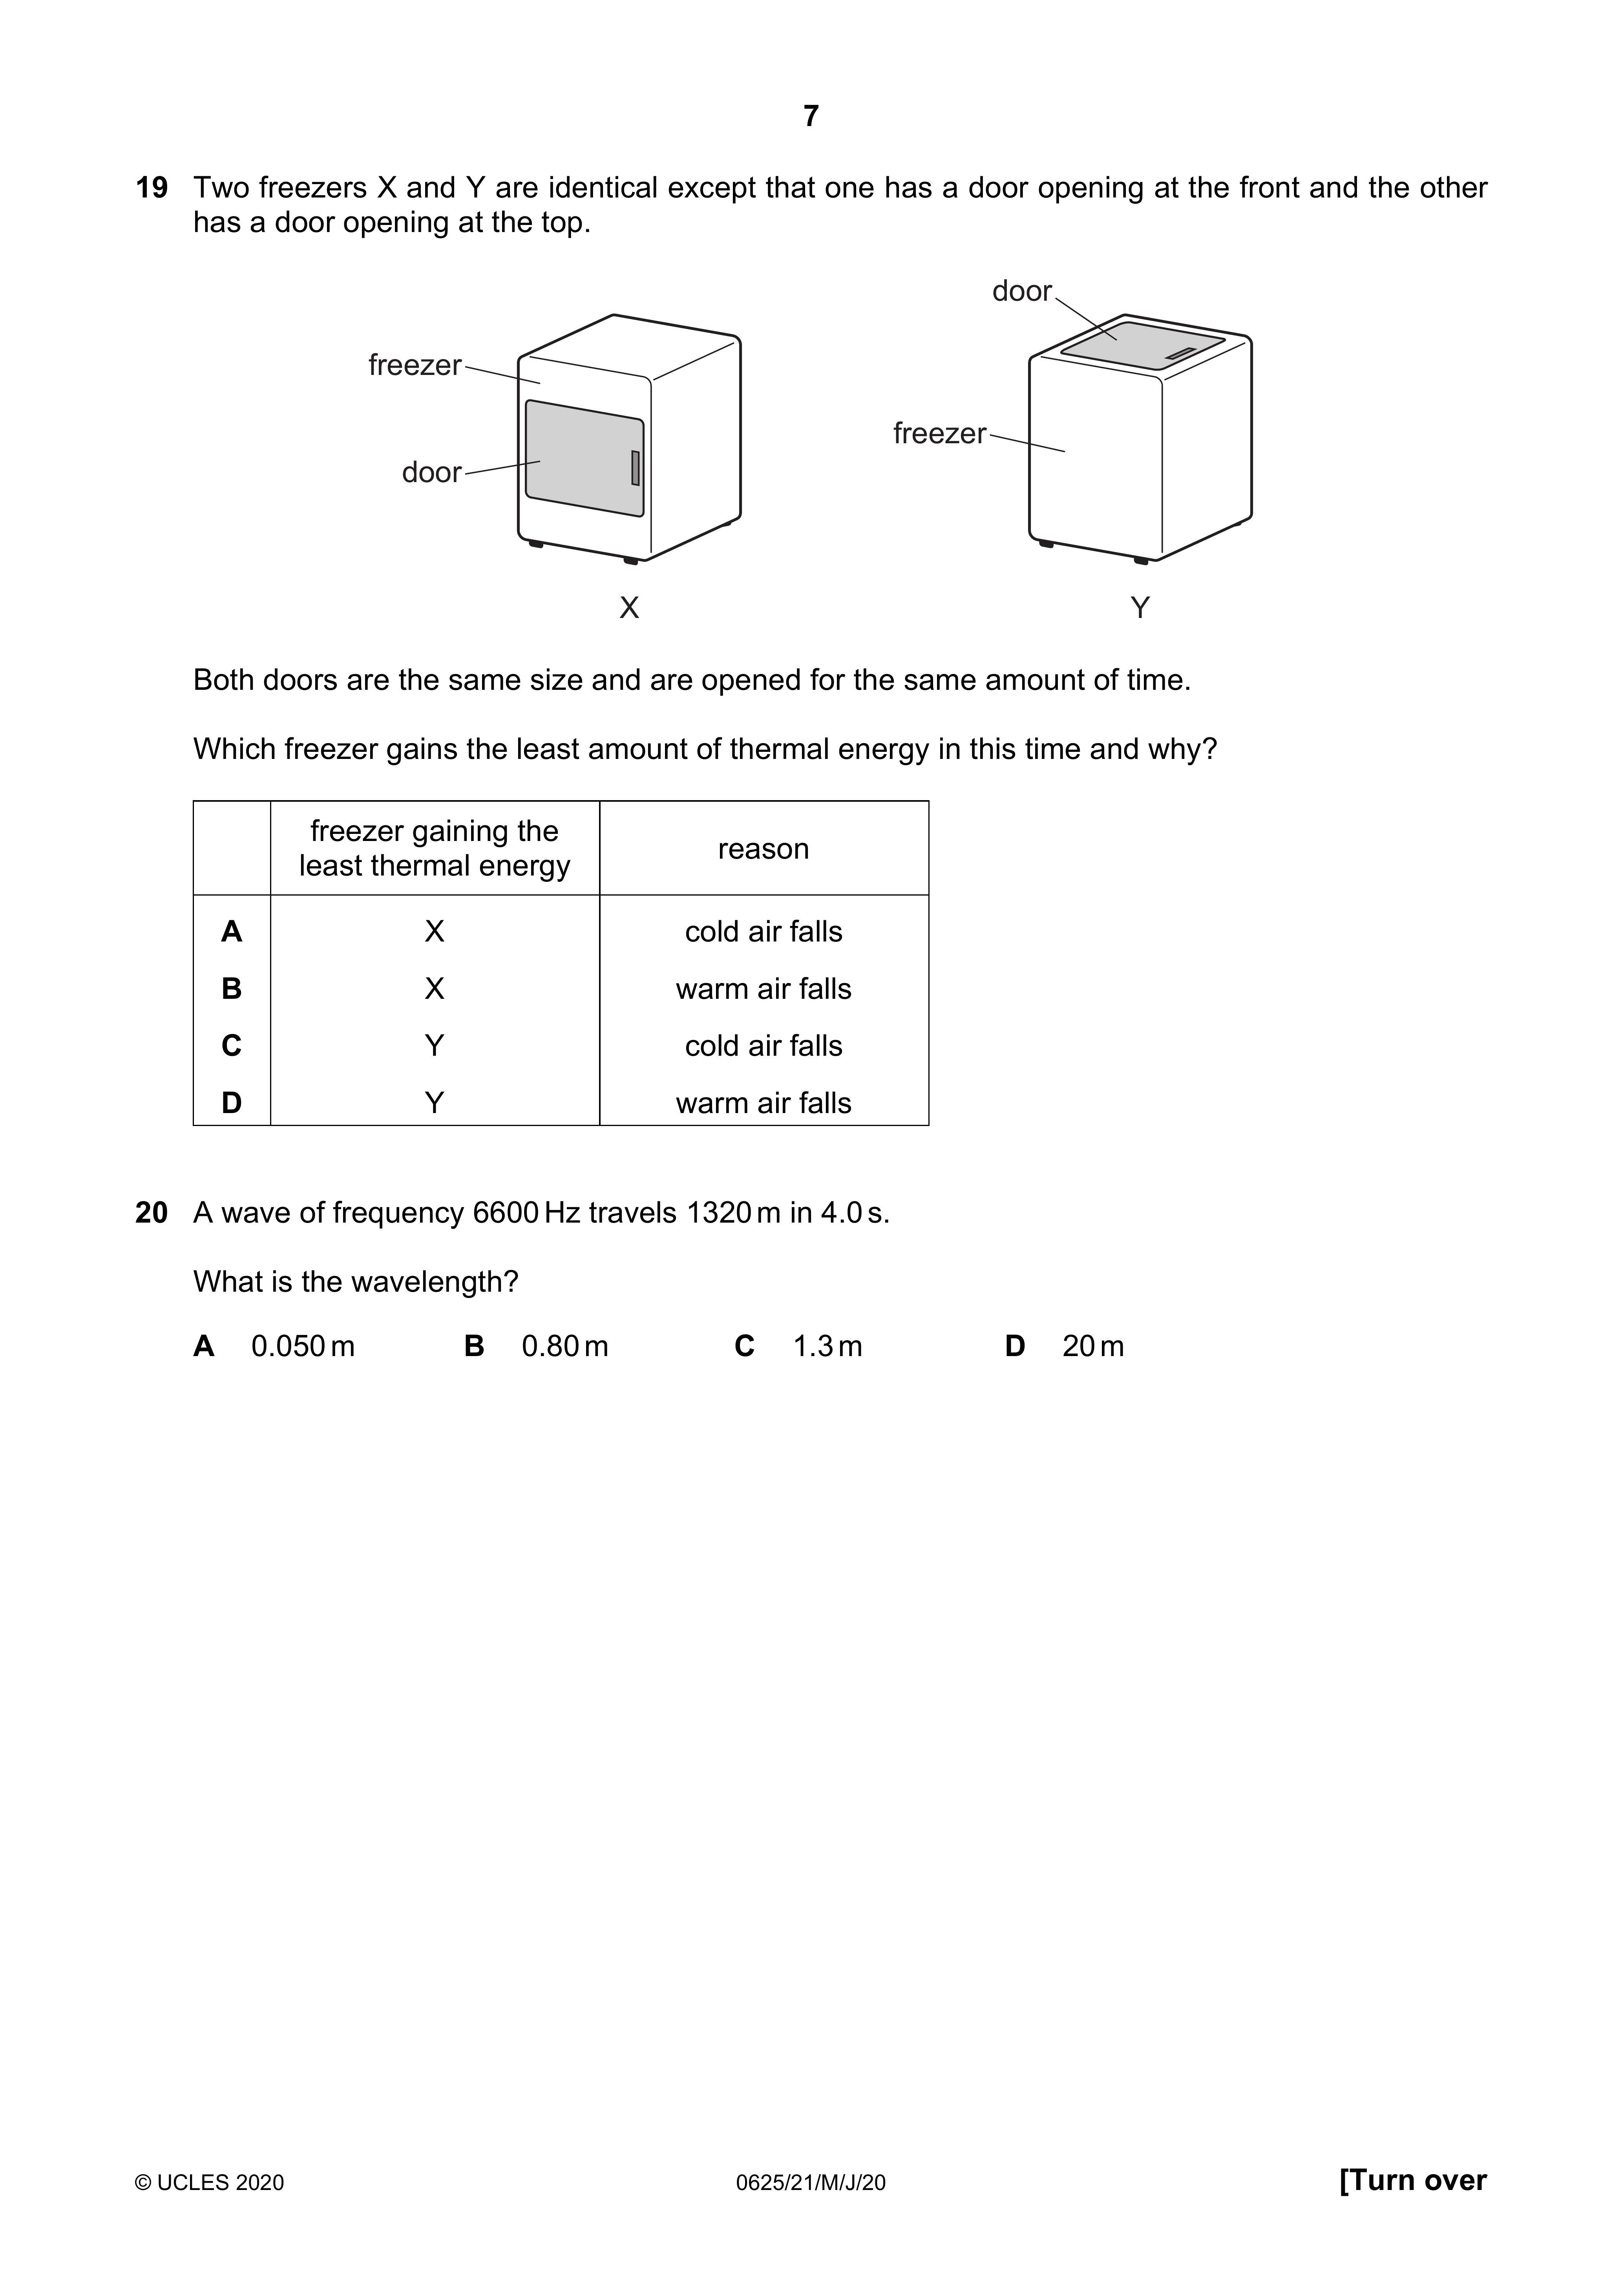 7
19 Two freezers X and Y are identical except that one has a door opening at the front and the other
has a door opening at the top.
door
freezer
freezer
door
X Y
Both doors are the same size and are opened for the same amount of time.
Which freezer gains the least amount of thermal energy in this time and why?
freezer gaining the
least thermal energy
reason
A X cold air falls
B X warm air falls
C Y cold air falls
D Y warm air falls
20 A wave of frequency 6600 Hz travels 1320 m in 4.0 s.
What is the wavelength?
A 0.050 m B 0.80 m C 1.3 m D 20 m
© UCLES 2020 0625/21/M/J/20 [Turn over